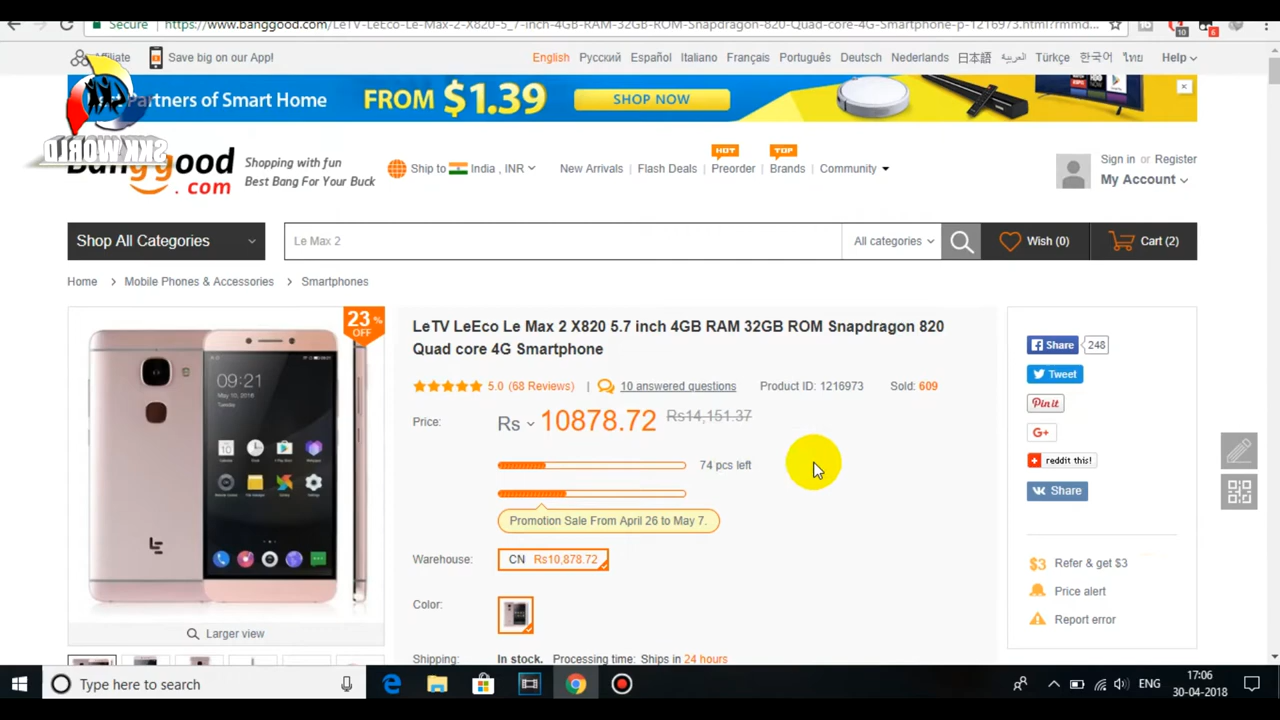 Secure https://www.banggood.com/LeTV-LeEco-Le-Max-2-X820-5_7-inch-4GB-RAM-32GB-ROM-Snapdragon-820-Quad-core-4G-Smartphone-p-1216973.html?rmmd...
10
6
Affiliate
Save big on our App!
English Русский Español Italiano Français Português Deutsch Nederlands 日本語 العربية Türkçe 한국어 ไทย Help
Partners of Smart Home FROM $1.39 SHOP NOW
SKK WORLD
Banggood.com
Shopping with fun
Best Bang For Your Buck
Ship to India , INR
HOT TOP
New Arrivals | Flash Deals | Preorder | Brands | Community
Sign in or Register
My Account
Shop All Categories
Le Max 2
All categories
Wish (0)
Cart (2)
Home > Mobile Phones & Accessories > Smartphones
23% OFF
LeTV LeEco Le Max 2 X820 5.7 inch 4GB RAM 32GB ROM Snapdragon 820
Quad core 4G Smartphone
5.0 (68 Reviews) | 10 answered questions Product ID: 1216973 Sold: 609
Price: Rs 10878.72 Rs14,151.37
74 pcs left
Promotion Sale From April 26 to May 7.
Warehouse: CN Rs10,878.72
Color:
Shipping: In stock. Processing time: Ships in 24 hours
09:21
Larger view
Share 248
Tweet
Pin it
G+
reddit this!
Share
$3 Refer & get $3
Price alert
Report error
Type here to search
ENG
17:06
30-04-2018